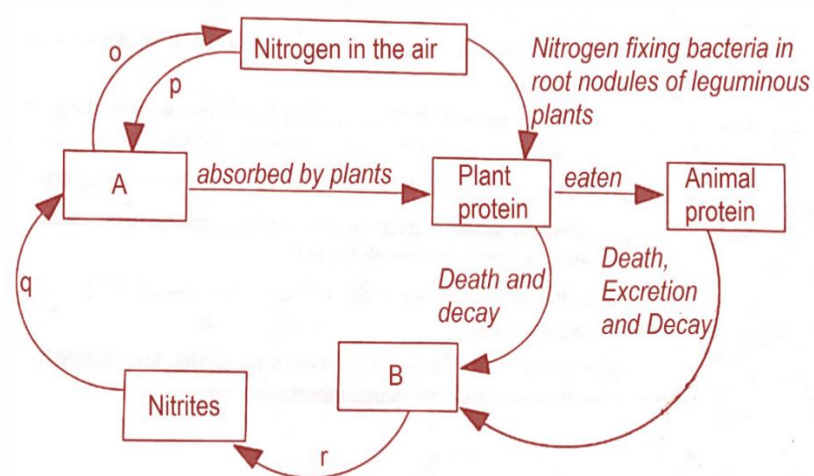 o
Nitrogen in the air
p
Nitrogen fixing bacteria in
root nodules of leguminous
plants
A
absorbed by plants
Plant
protein
eaten
Animal
protein
q
Death and
decay
Death,
Excretion
and Decay
Nitrites
B
r